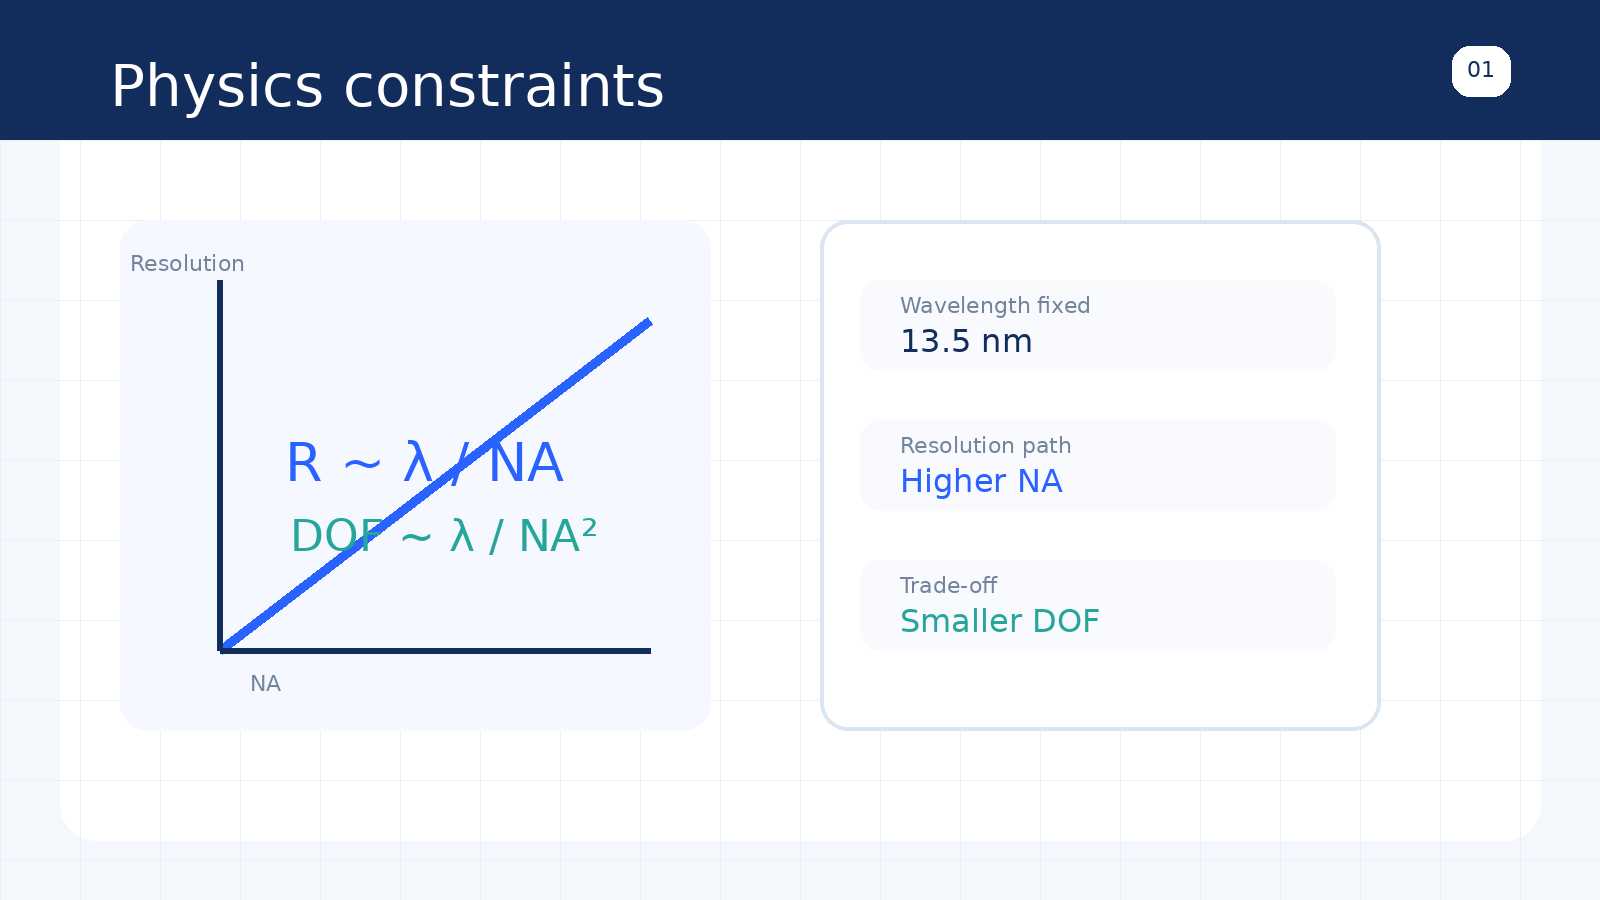 Physics constraints
01
Resolution
R ~ λ / NA
DOF ~ λ / NA²
NA
Wavelength fixed
13.5 nm
Resolution path
Higher NA
Trade-off
Smaller DOF